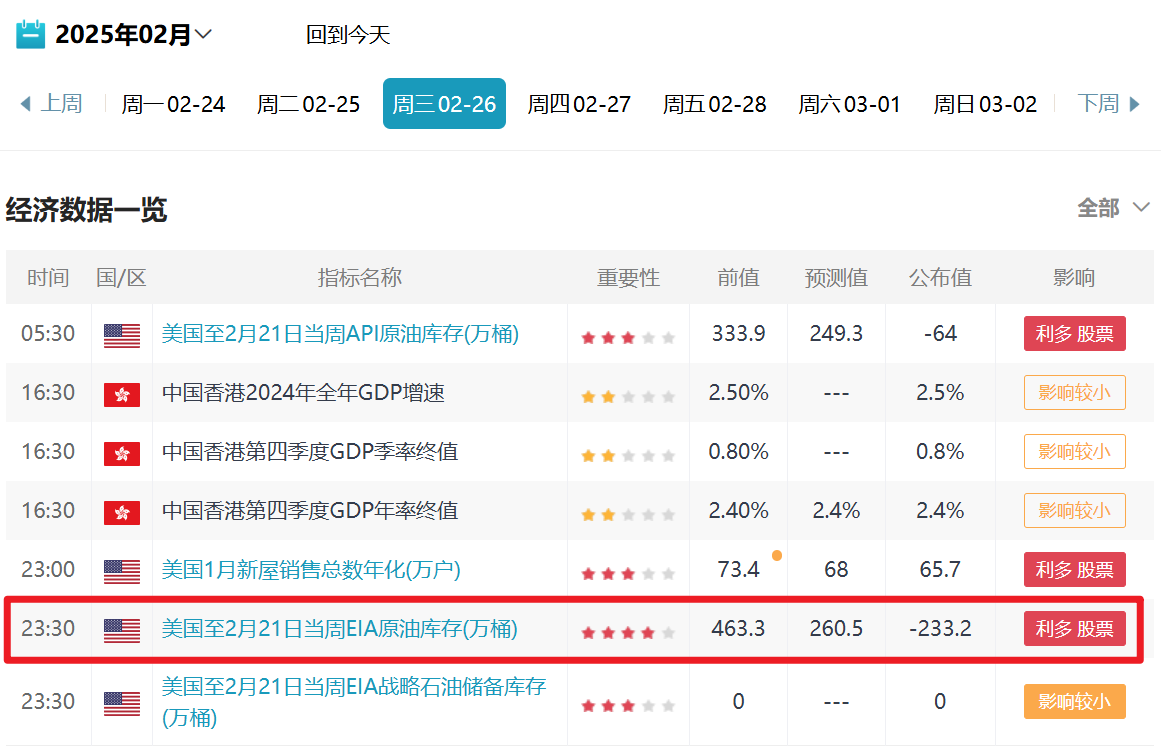 2025年02月 回到今天
上周 周一02-24 周二02-25 周三02-26 周四02-27 周五02-28 周六03-01 周日03-02 下周
经济数据一览 全部
时间 国/区 指标名称 重要性 前值 预测值 公布值 影响
05:30 美国至2月21日当周API原油库存(万桶) 333.9 249.3 -64 利多 股票
16:30 中国香港2024年全年GDP增速 2.50% --- 2.5% 影响较小
16:30 中国香港第四季度GDP季率终值 0.80% --- 0.8% 影响较小
16:30 中国香港第四季度GDP年率终值 2.40% 2.4% 2.4% 影响较小
23:00 美国1月新屋销售总数年化(万户) 73.4 68 65.7 利多 股票
23:30 美国至2月21日当周EIA原油库存(万桶) 463.3 260.5 -233.2 利多 股票
23:30 美国至2月21日当周EIA战略石油储备库存 0 --- 0 影响较小
(万桶)